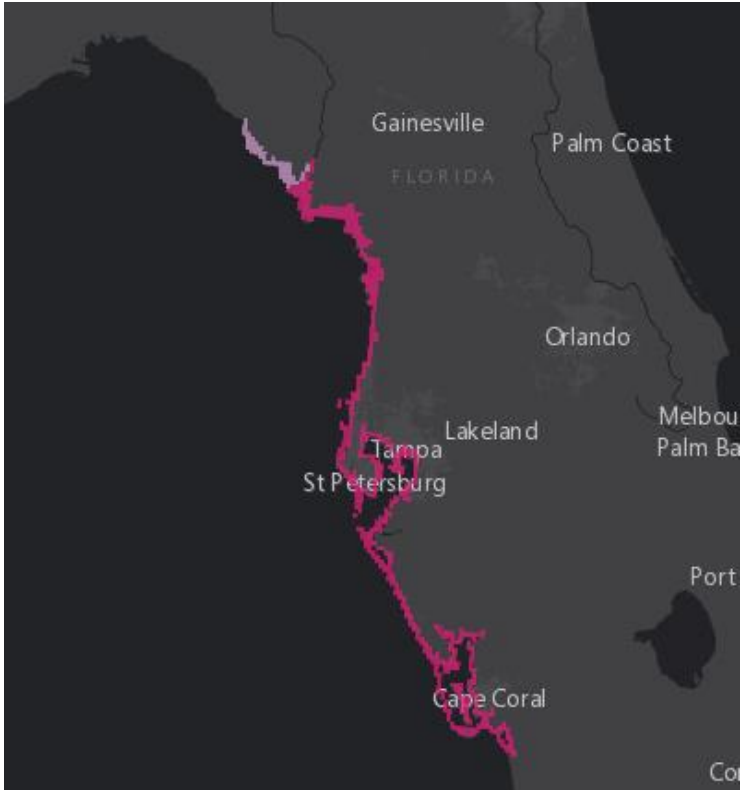 Gainesville
Palm Coast
FLORIDA
Orlando
Melbou
Lakeland
Palm Ba
Tampa
St Petersburg
Port
Cape Coral
Co